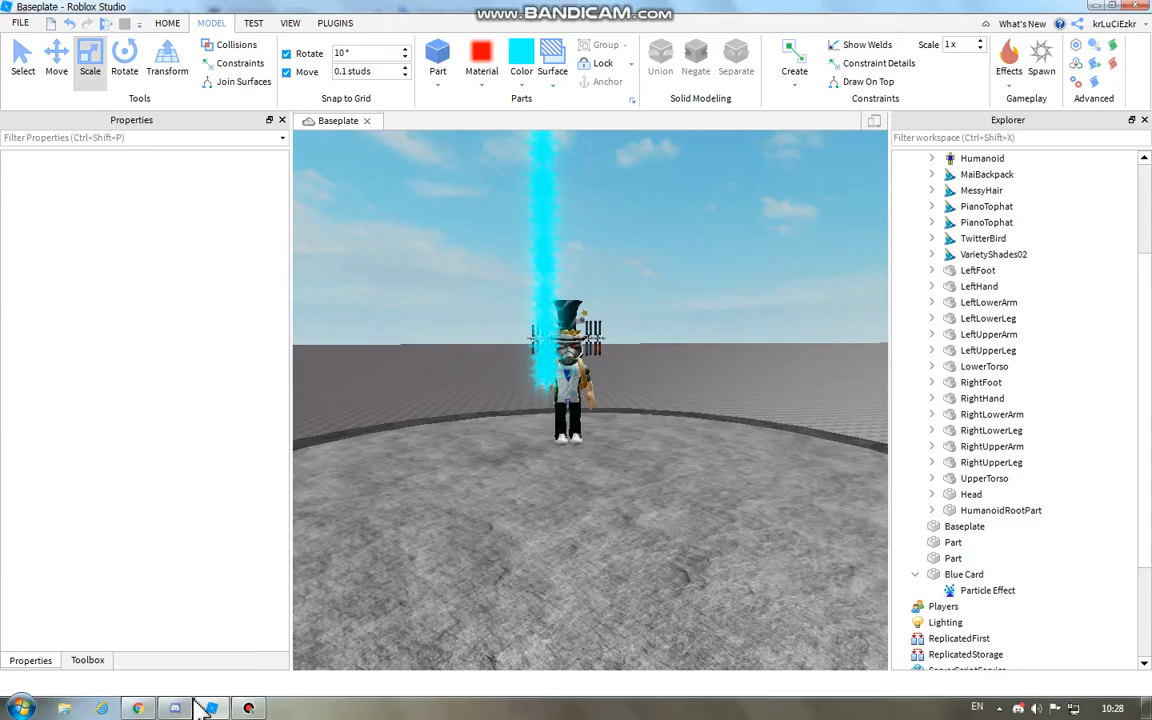 Baseplate - Roblox Studio
www.BANDICAM.com
FILE HOME MODEL TEST VIEW PLUGINS What's New krLuCiEzkr
Select Move Scale Rotate Transform
Collisions
Constraints
Join Surfaces
Tools
Rotate 10 °
Move 0.1 studs
Snap to Grid
Part Material Color Surface
Group
Lock
Anchor
Parts
Union Negate Separate
Solid Modeling
Create
Show Welds Scale 1 x
Constraint Details
Draw On Top
Constraints
Effects Spawn
Gameplay
Advanced
Properties
Filter Properties (Ctrl+Shift+P)
Baseplate
Explorer
Filter workspace (Ctrl+Shift+X)
Humanoid
MaiBackpack
MessyHair
PianoTophat
PianoTophat
TwitterBird
VarietyShades02
LeftFoot
LeftHand
LeftLowerArm
LeftLowerLeg
LeftUpperArm
LeftUpperLeg
LowerTorso
RightFoot
RightHand
RightLowerArm
RightLowerLeg
RightUpperArm
RightUpperLeg
UpperTorso
Head
HumanoidRootPart
Baseplate
Part
Part
Blue Card
Particle Effect
Players
Lighting
ReplicatedFirst
ReplicatedStorage
Properties Toolbox
EN 10:28